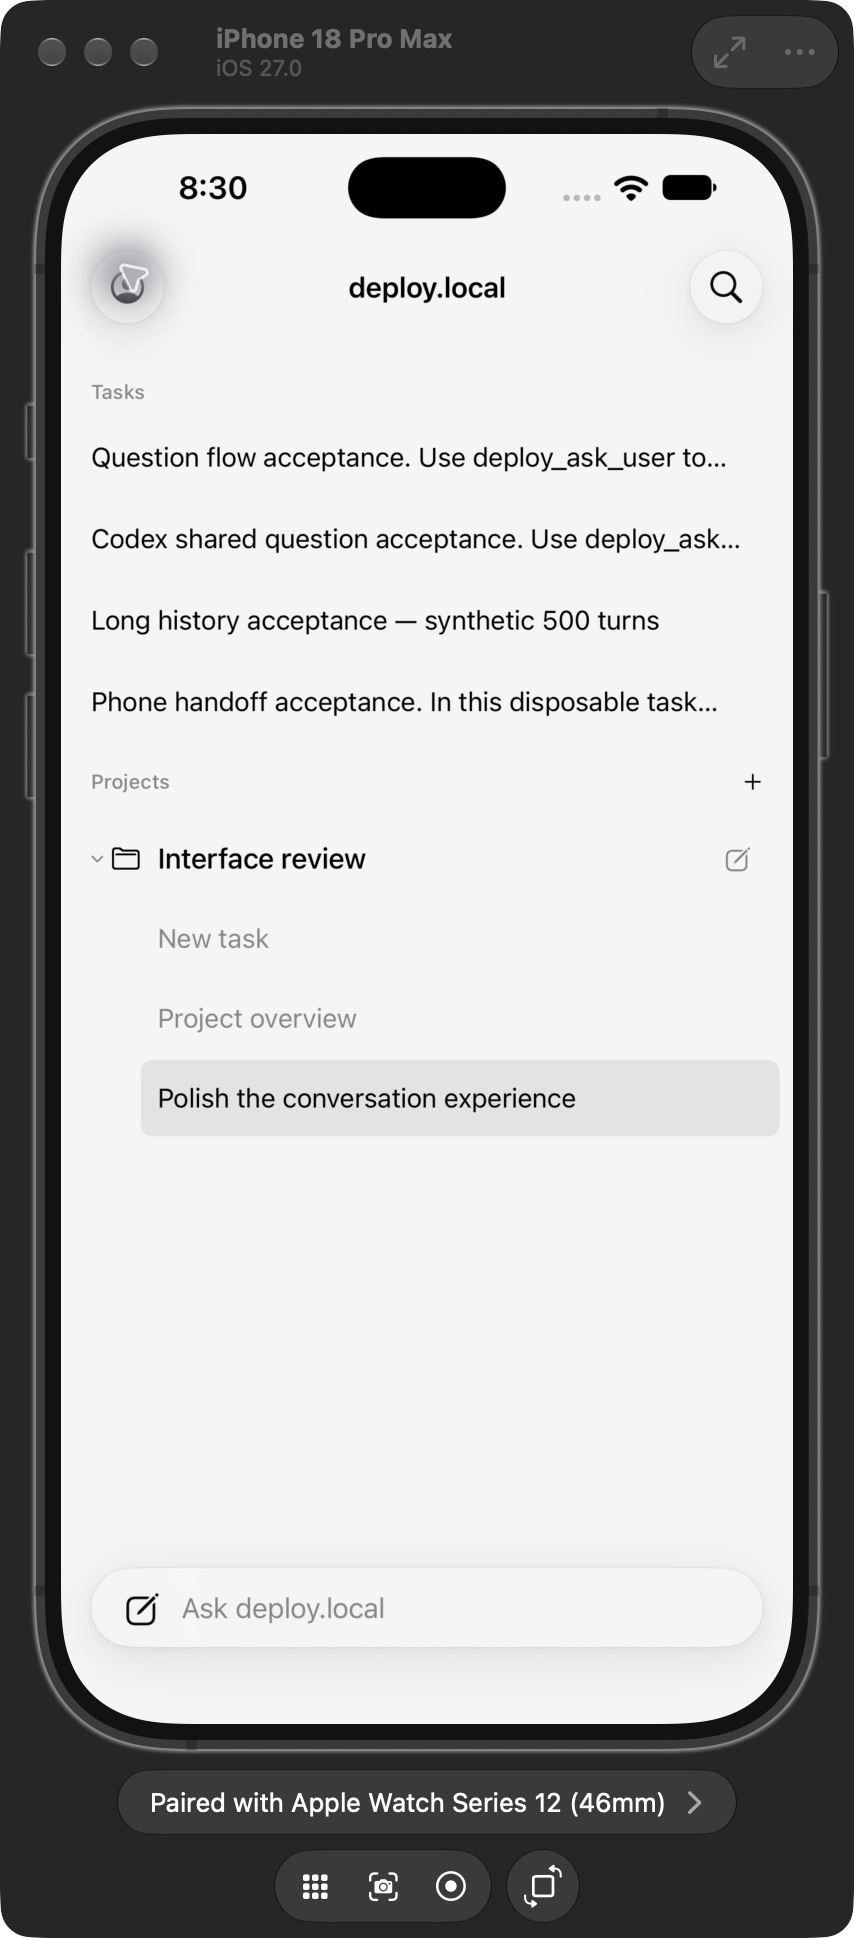 iPhone 18 Pro Max
iOS 27.0
8:30
deploy.local
Tasks
Question flow acceptance. Use deploy_ask_user to...
Codex shared question acceptance. Use deploy_ask...
Long history acceptance — synthetic 500 turns
Phone handoff acceptance. In this disposable task...
Projects
Interface review
New task
Project overview
Polish the conversation experience
Ask deploy.local
Paired with Apple Watch Series 12 (46mm)